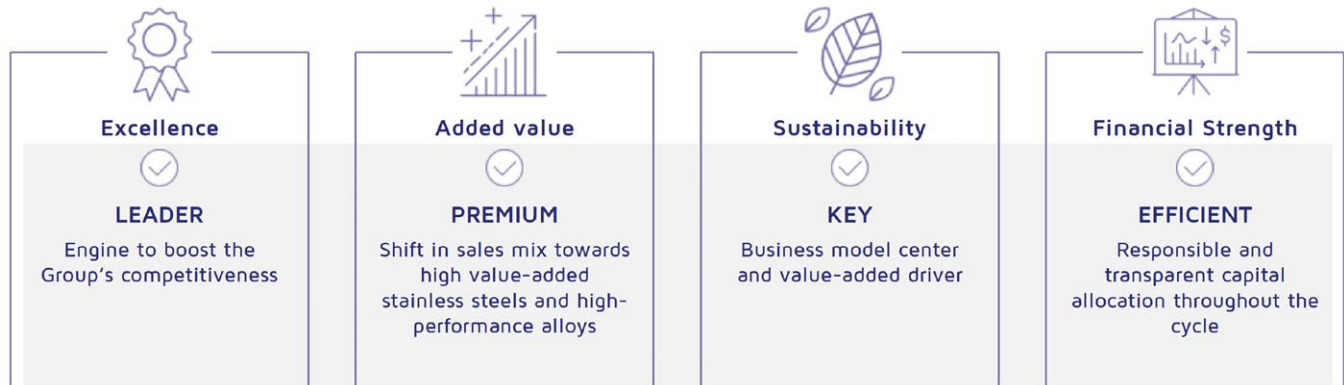 Excellence
LEADER
Engine to boost the
Group's competitiveness
Added value
PREMIUM
Shift in sales mix towards
high value-added
stainless steels and high-
performance alloys
Sustainability
KEY
Business model center
and value-added driver
$
Financial Strength
EFFICIENT
Responsible and
transparent capital
allocation throughout the
cycle